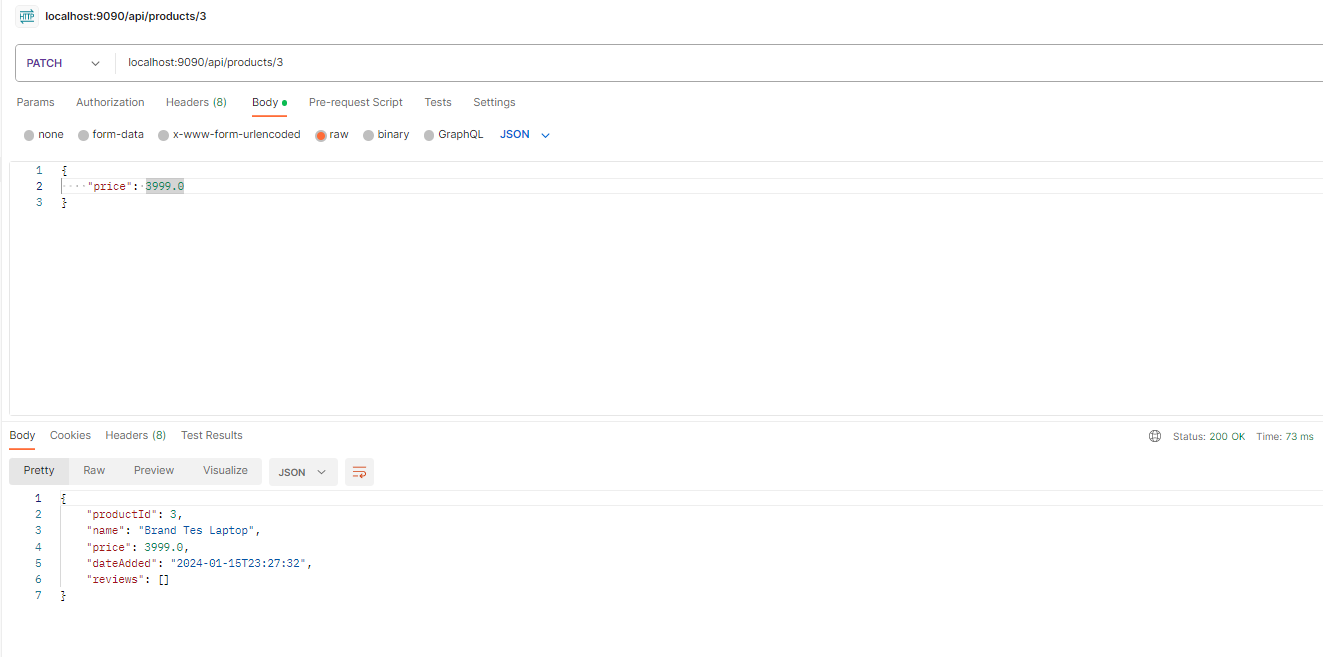 HTTP localhost:9090/api/products/3
PATCH localhost:9090/api/products/3
Params Authorization Headers (8) Body Pre-request Script Tests Settings
none form-data x-www-form-urlencoded raw binary GraphQL JSON
1 {
2 ····"price":·3999.0
3 }
Body Cookies Headers (8) Test Results Status: 200 OK Time: 73 ms
Pretty Raw Preview Visualize JSON
1 {
2 "productId": 3,
3 "name": "Brand Tes Laptop",
4 "price": 3999.0,
5 "dateAdded": "2024-01-15T23:27:32",
6 "reviews": []
7 }